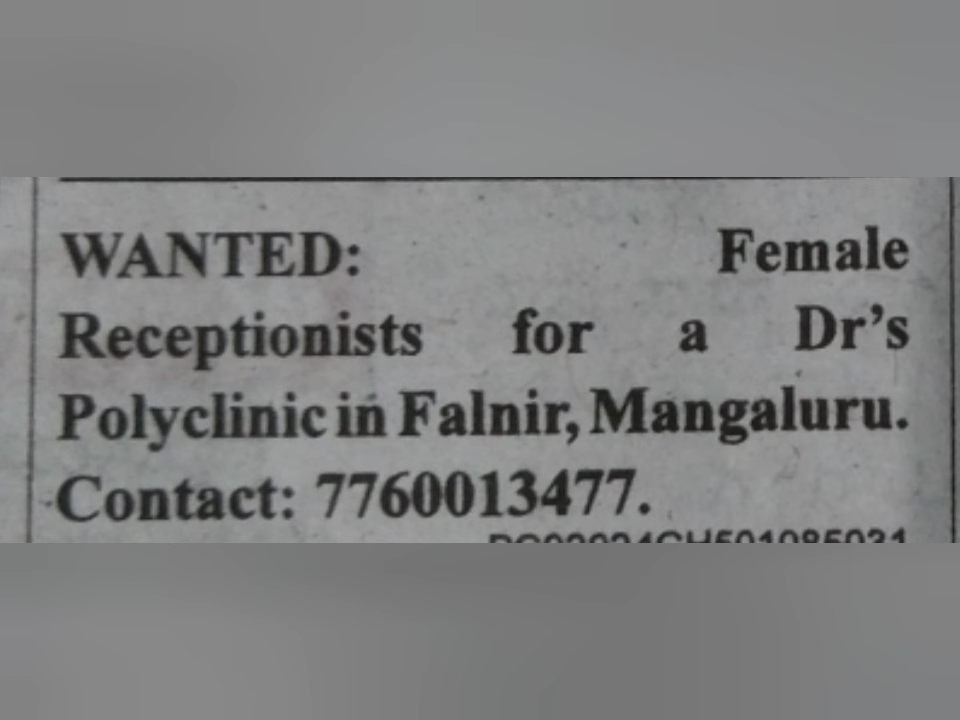 WANTED: Female
Receptionists for a Dr's
Polyclinic in Falnir, Mangaluru.
Contact: 7760013477.